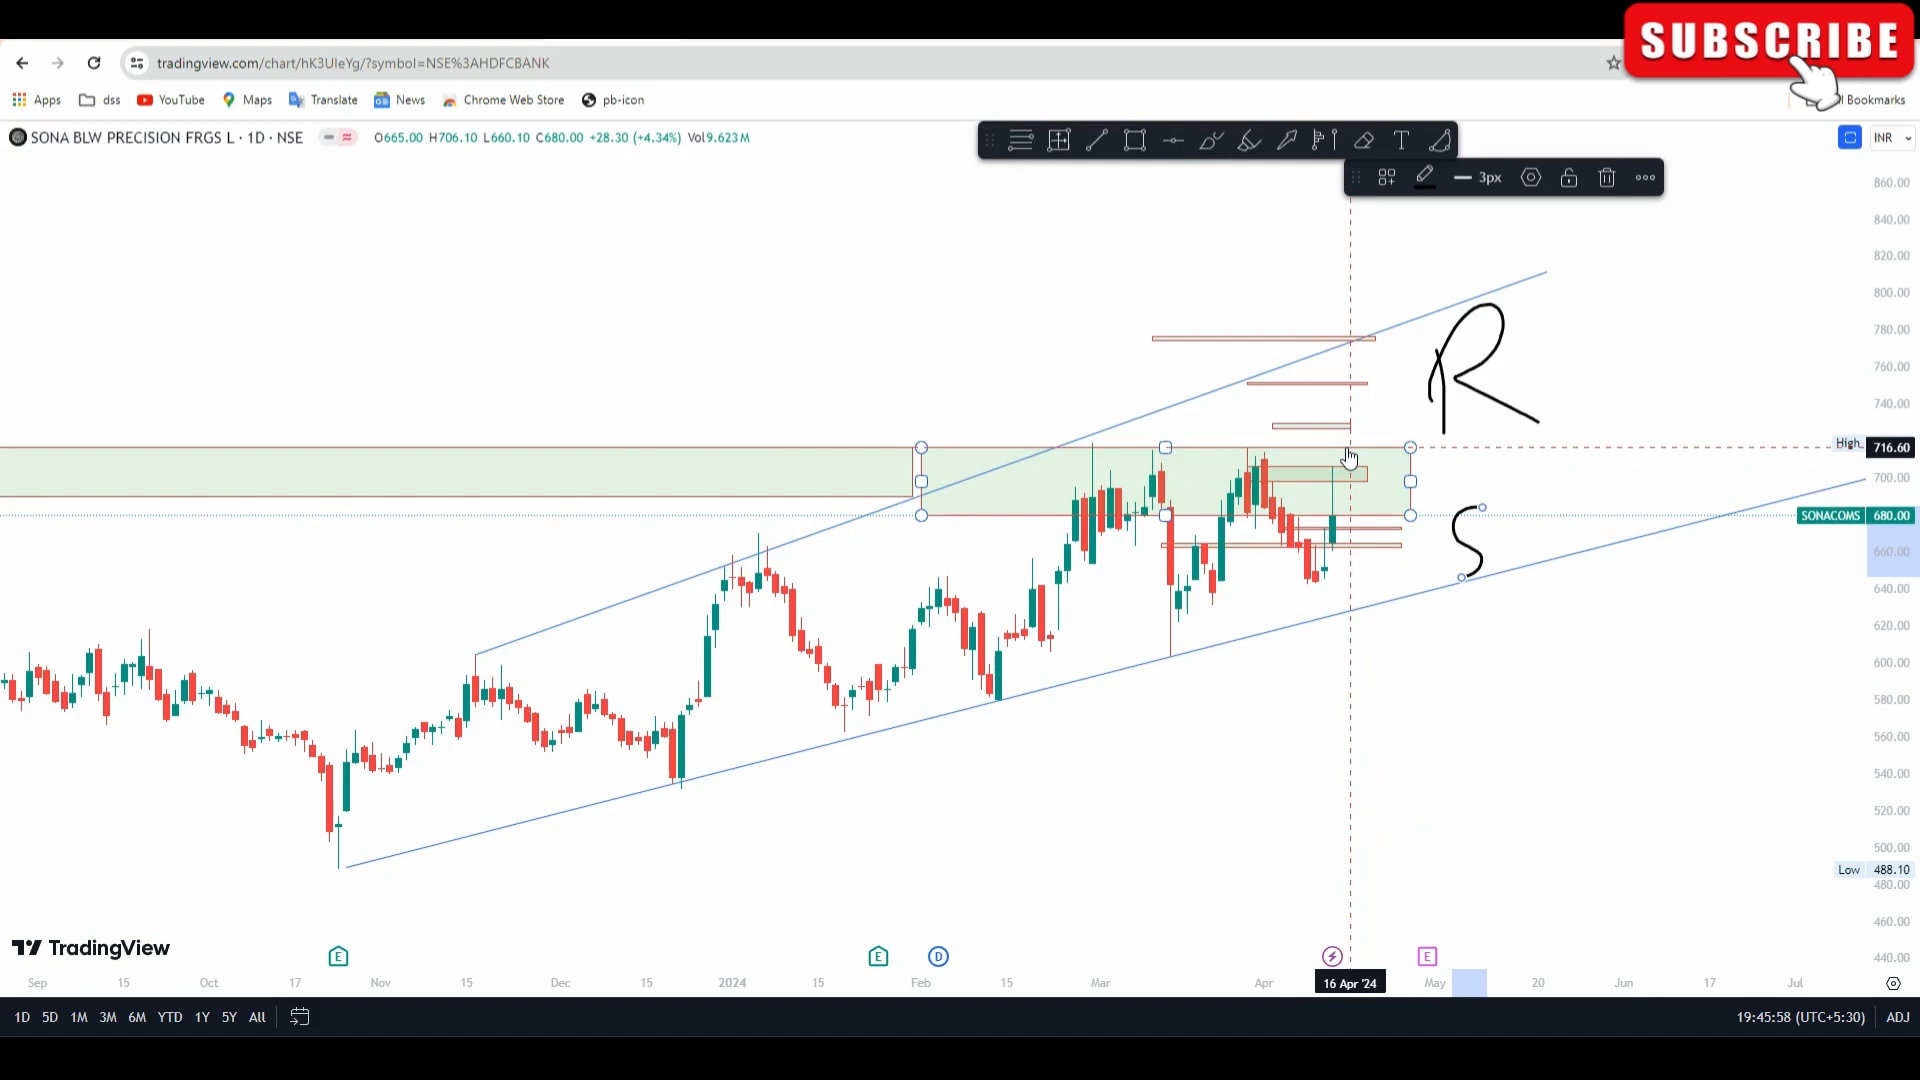 SUBSCRIBE
tradingview.com/chart/hK3UIeYg/?symbol=NSE%3AHDFCBANK
Apps dss YouTube Maps Translate News Chrome Web Store pb-icon l Bookmarks
SONA BLW PRECISION FRGS L · 1D · NSE O665.00 H706.10 L660.10 C680.00 +28.30 (+4.34%) Vol9.623M
INR
T
3px
860.00
840.00
820.00
800.00
780.00
760.00
740.00
R
High 716.60
700.00
SONACOMS 680.00
S
660.00
640.00
620.00
600.00
580.00
560.00
540.00
520.00
500.00
Low 488.10
480.00
460.00
440.00
TradingView
E E D E
Sep 15 Oct 17 Nov 15 Dec 15 2024 15 Feb 15 Mar Apr 16 Apr '24 May 20 Jun 17 Jul
1D 5D 1M 3M 6M YTD 1Y 5Y All 19:45:58 (UTC+5:30) ADJ